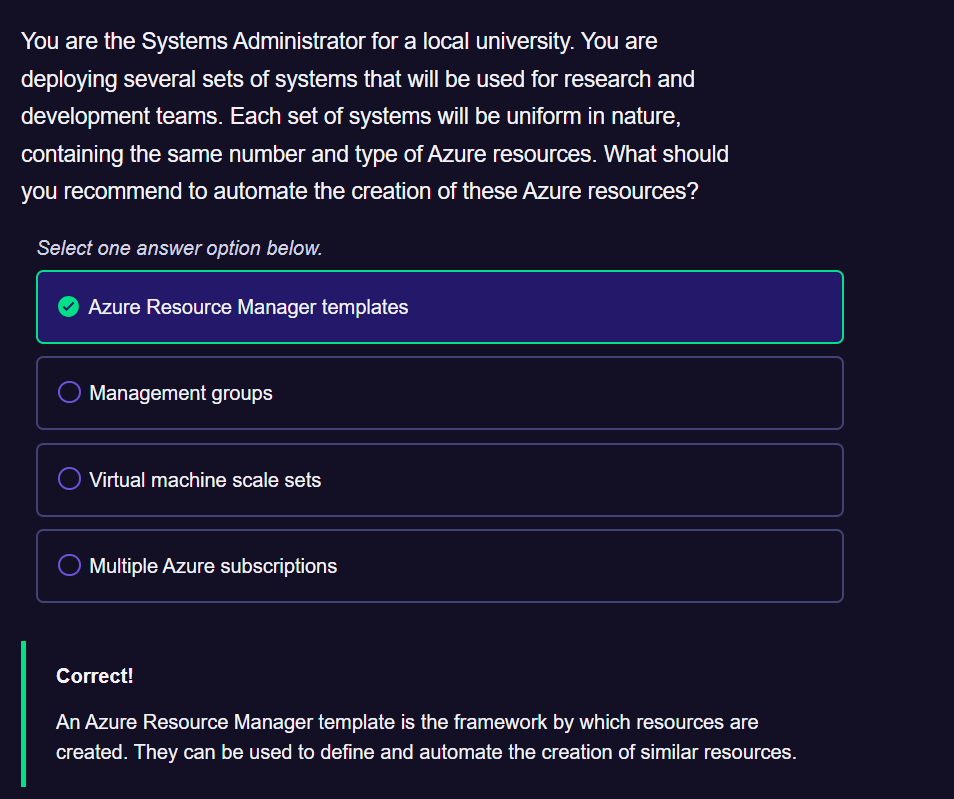 You are the Systems Administrator for a local university. You are
deploying several sets of systems that will be used for research and
development teams. Each set of systems will be uniform in nature,
containing the same number and type of Azure resources. What should
you recommend to automate the creation of these Azure resources?
Select one answer option below.
Azure Resource Manager templates
Management groups
Virtual machine scale sets
Multiple Azure subscriptions
Correct!
An Azure Resource Manager template is the framework by which resources are
created. They can be used to define and automate the creation of similar resources.